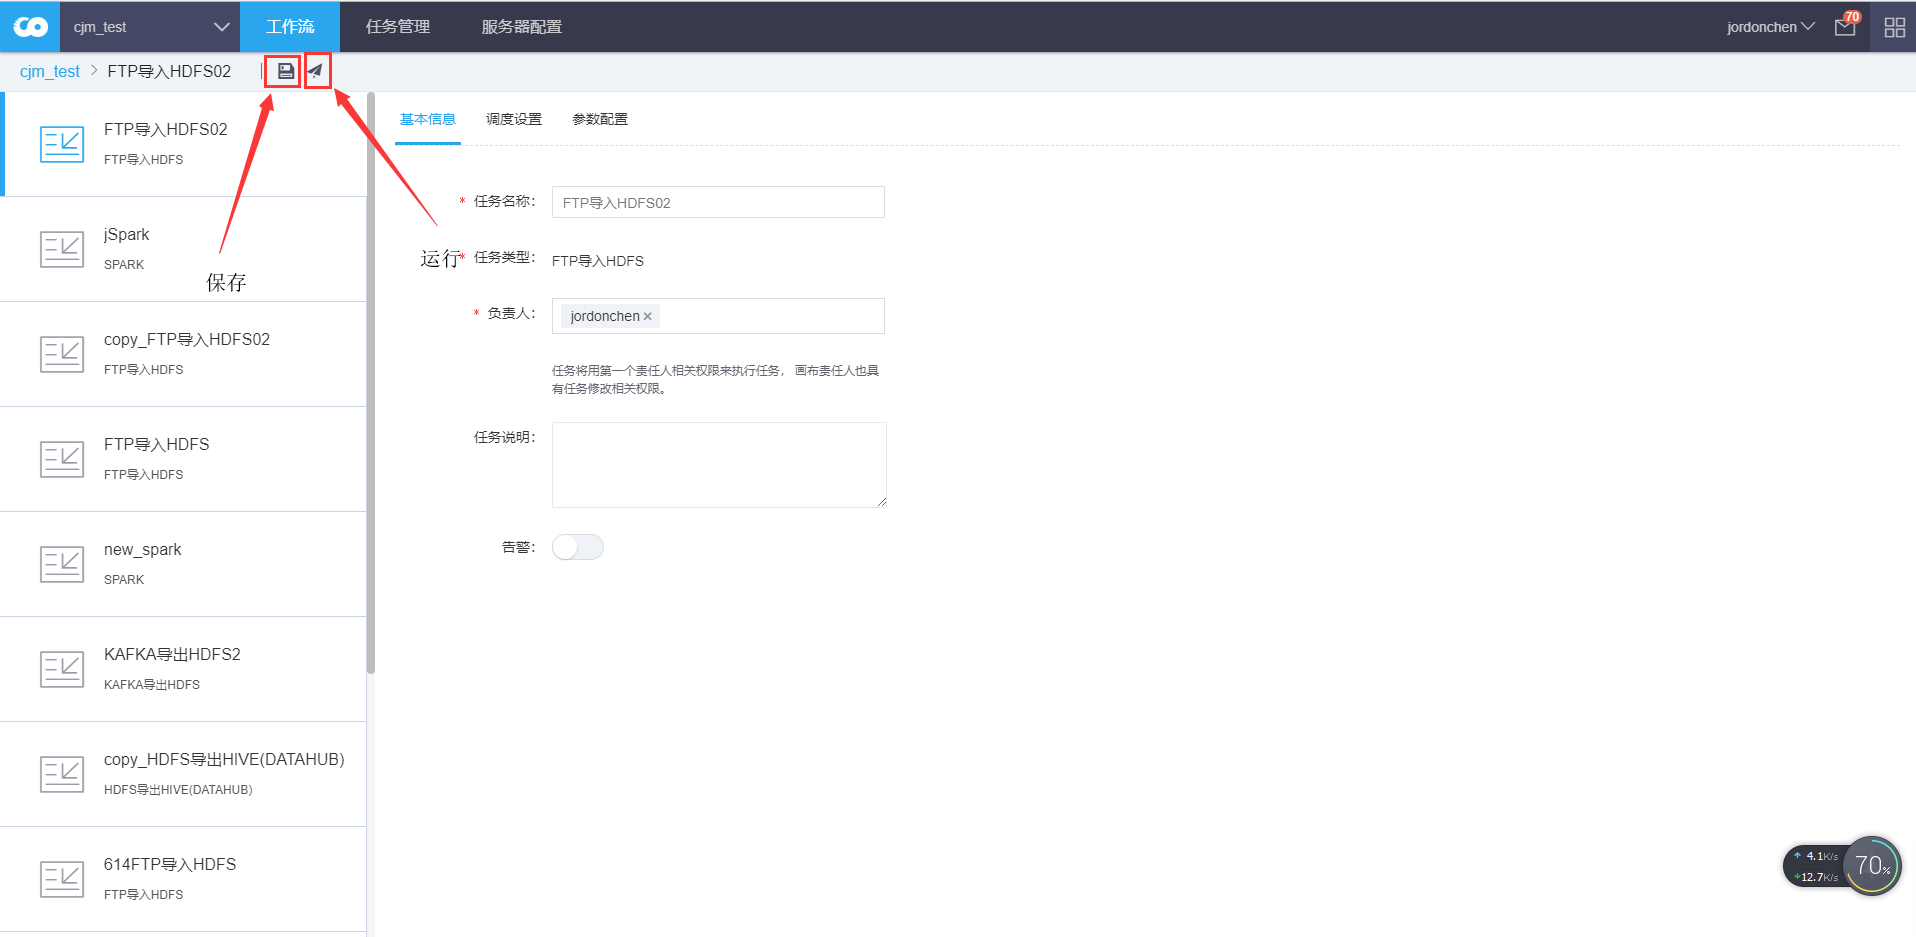 cjm_test 工作流 任务管理 服务器配置 jordonchen 70
cjm_test > FTP导入HDFS02
FTP导入HDFS02
FTP导入HDFS
jSpark
SPARK
copy_FTP导入HDFS02
FTP导入HDFS
FTP导入HDFS
FTP导入HDFS
new_spark
SPARK
KAFKA导出HDFS2
KAFKA导出HDFS
copy_HDFS导出HIVE(DATAHUB)
HDFS导出HIVE(DATAHUB)
614FTP导入HDFS
FTP导入HDFS
保存
运行
基本信息 调度设置 参数配置
* 任务名称: FTP导入HDFS02
* 任务类型: FTP导入HDFS
* 负责人: jordonchen ×
任务将用第一个责任人相关权限来执行任务， 画布责任人也具
有任务修改相关权限。
任务说明:
告警:
4.1K/s
12.7K/s
70%